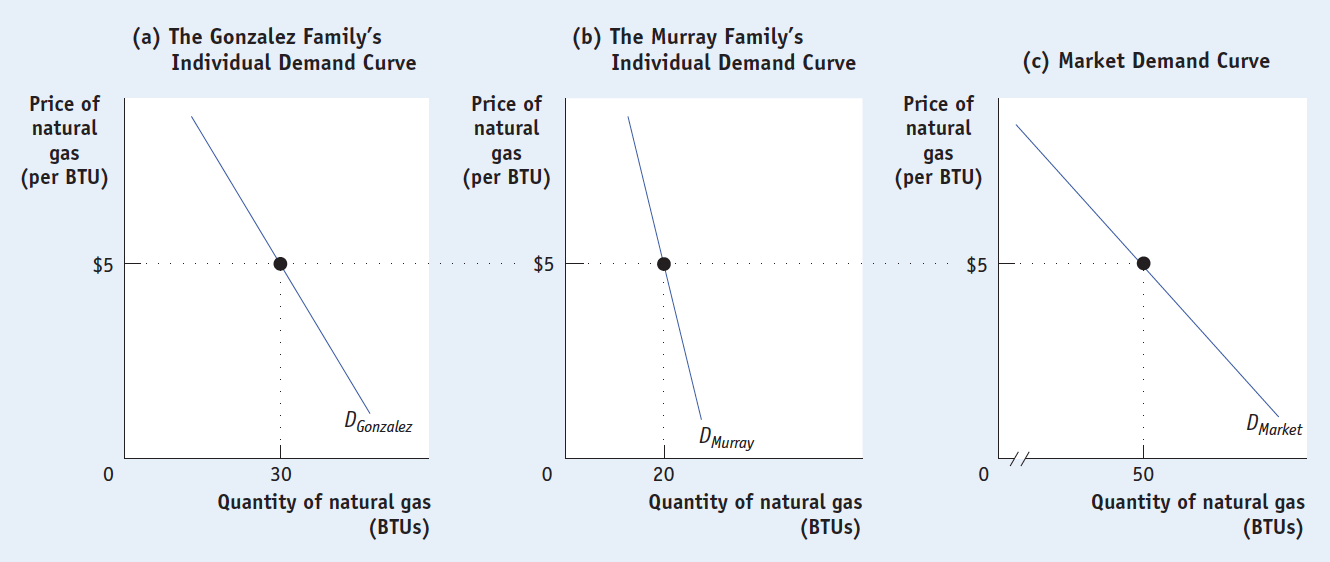 (a) The Gonzalez Family’s
Individual Demand Curve
Price of
natural
gas
(per BTU)
$5
D Gonzalez
0
30
Quantity of natural gas
(BTUs)
(b) The Murray Family’s
Individual Demand Curve
Price of
natural
gas
(per BTU)
$5
D Murray
0
20
Quantity of natural gas
(BTUs)
(c) Market Demand Curve
Price of
natural
gas
(per BTU)
$5
D Market
0
50
Quantity of natural gas
(BTUs)